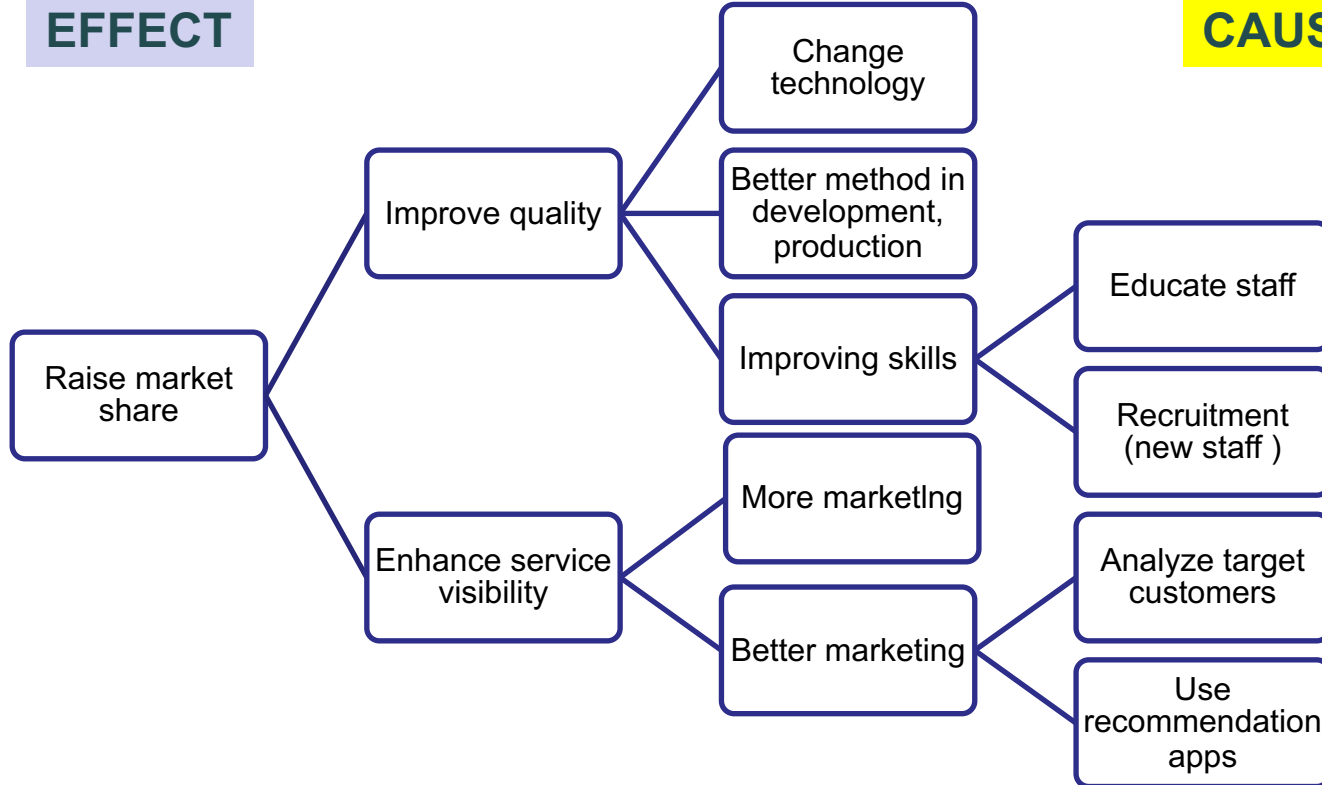 EFFECT
CAUS
Change
technology
Better method in
development,
production
Improve quality
Educate staff
Improving skills
Raise market
share
Recruitment
(new staff )
More marketlng
Enhance service
visibility
Analyze target
customers
Better marketing
Use
recommendation
apps